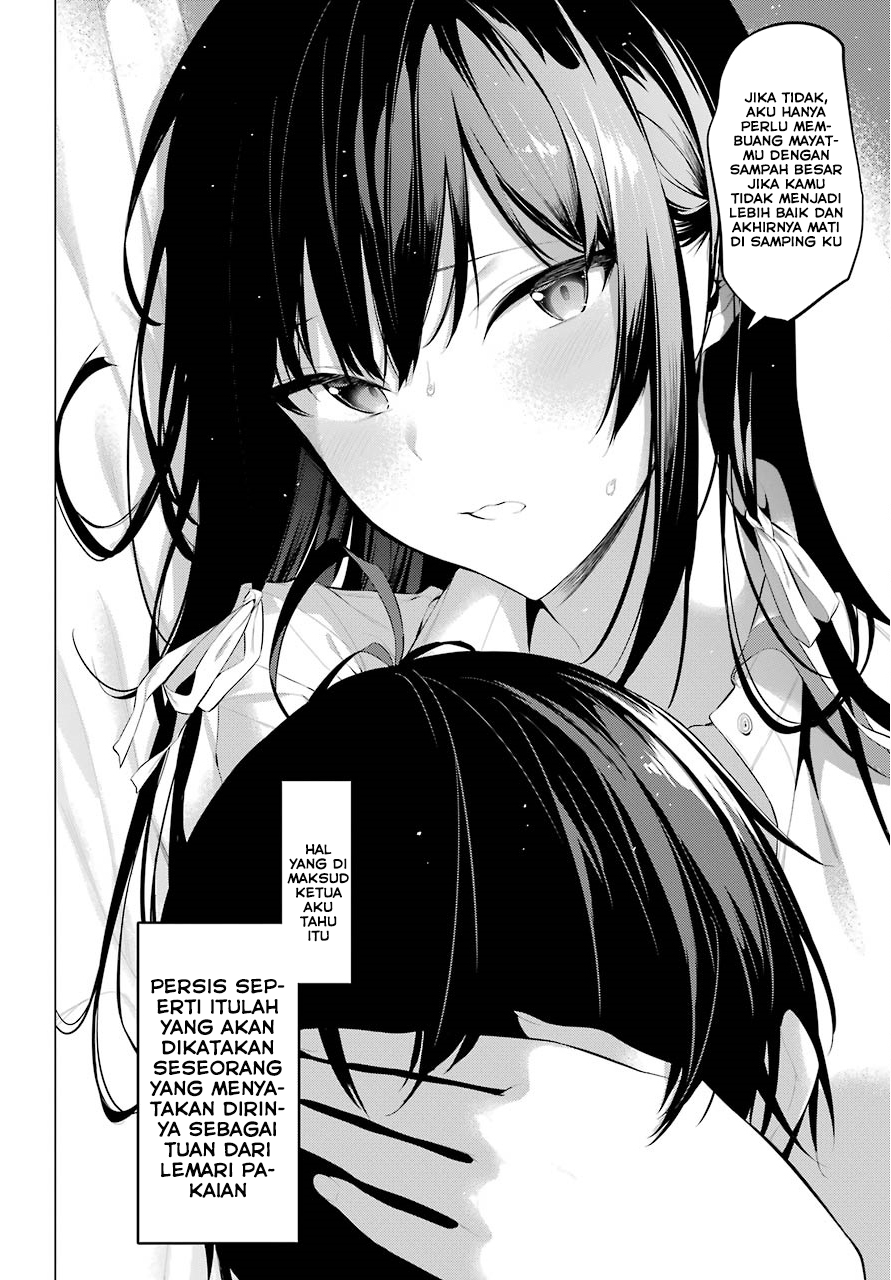 JIKA TIDAK,
AKU HANYA
PERLU MEM-
BUANG MAYAT-
MU DENGAN
SAMPAH BESAR
JIKA KAMU
TIDAK MENJADI
LEBIH BAIK DAN
AKHIRNYA MATI
DI SAMPING KU
HAL
YANG DI
MAKSUD
KETUA
AKU
TAHU
ITU
PERSIS SEP-
ERTI ITULAH
YANG AKAN
DIKATAKAN
SESEORANG
YANG MENYA-
TAKAN DIRIN-
YA SEBAGAI
TUAN DARI
LEMARI PA-
KAIAN